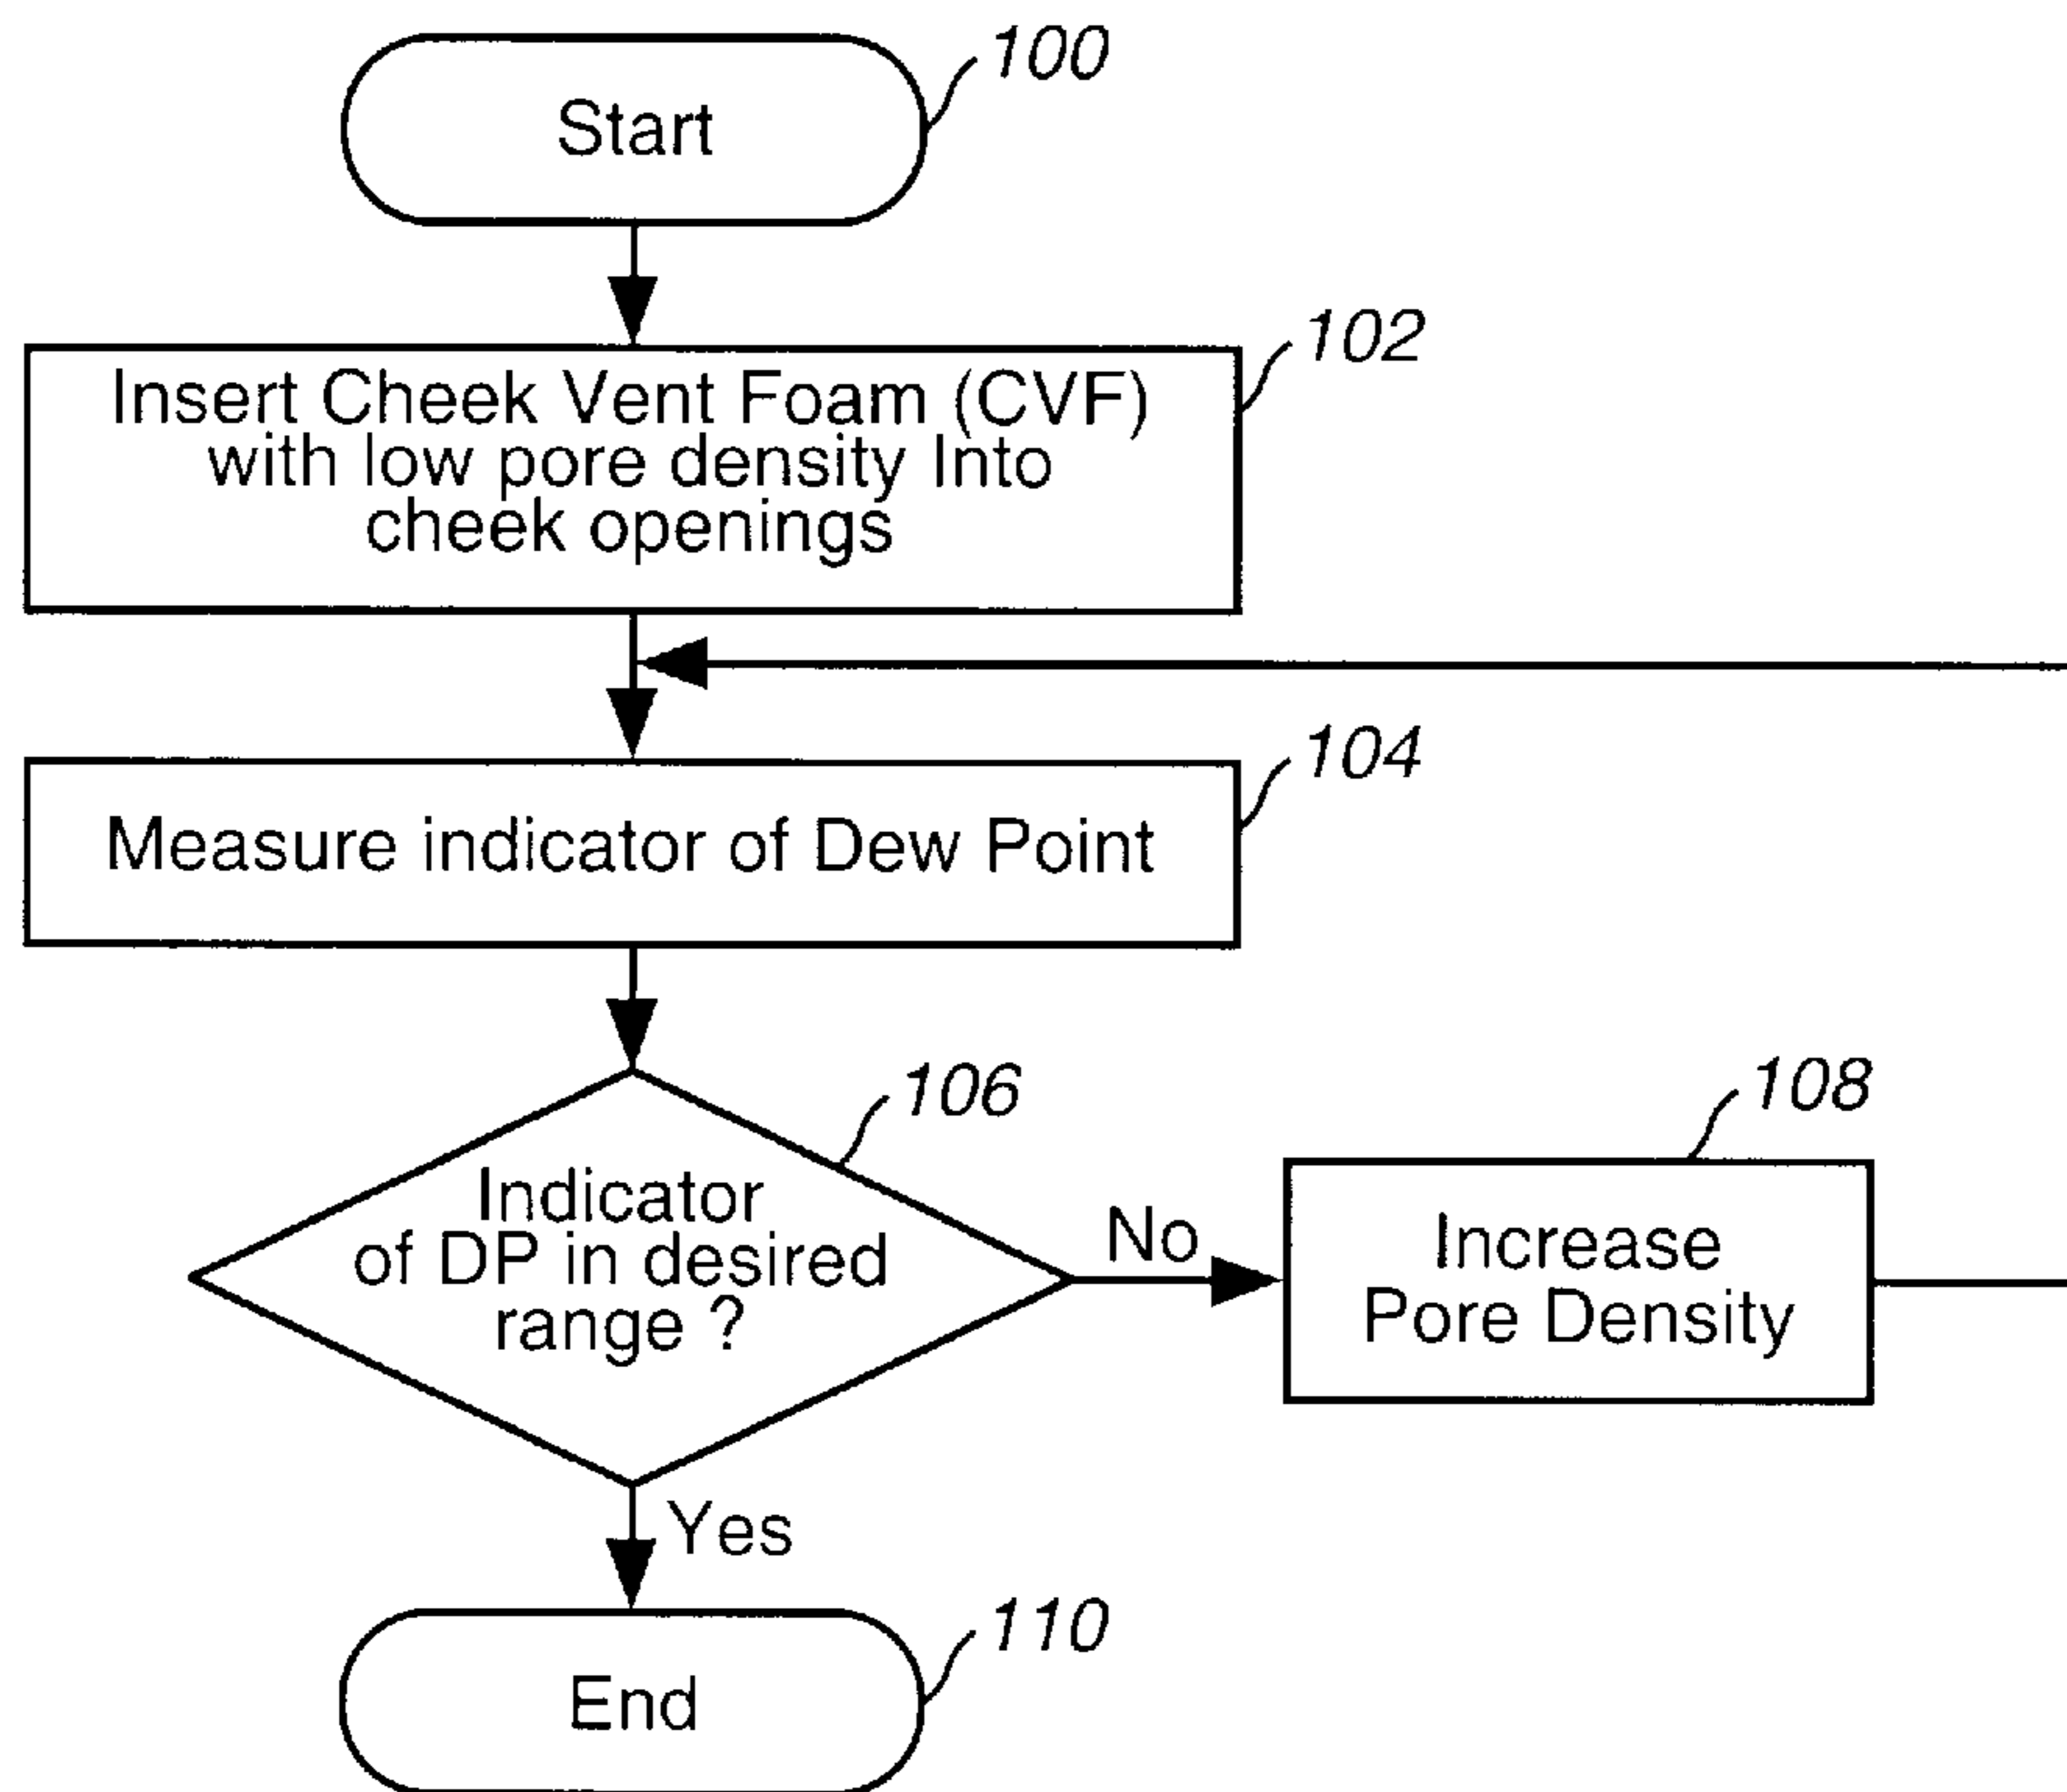 Start
100
Insert Cheek Vent Foam (CVF)
with low pore density Into
cheek openings
102
Measure indicator of Dew Point
104
Indicator
of DP in desired
range ?
106
No
Increase
Pore Density
108
Yes
End
110